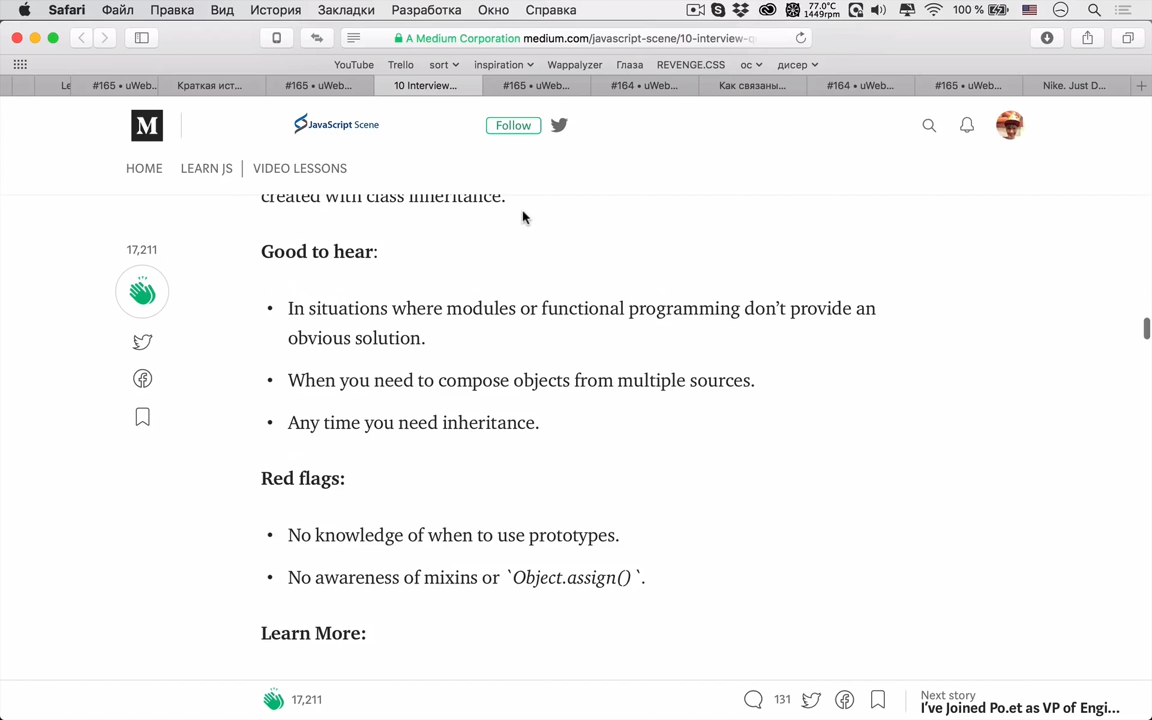 Safari Файл Правка Вид История Закладки Разработка Окно Справка 77.0°C 1449rpm 100 %
A Medium Corporation medium.com/javascript-scene/10-interview-q
YouTube Trello sort inspiration Wappalyzer Глаза REVENGE.CSS ос дисер
Le #165 • uWeb... Краткая ист... #165 • uWeb... 10 Interview... #165 • uWeb... #164 • uWeb... Как связаны... #164 • uWeb... #165 • uWeb... Nike. Just D...
M JavaScript Scene Follow
HOME LEARN JS VIDEO LESSONS
created with class inheritance.
17,211
Good to hear:
• In situations where modules or functional programming don’t provide an
obvious solution.
• When you need to compose objects from multiple sources.
• Any time you need inheritance.
Red flags:
• No knowledge of when to use prototypes.
• No awareness of mixins or `Object.assign()`.
Learn More:
17,211 131 Next story
I’ve Joined Po.et as VP of Engi...